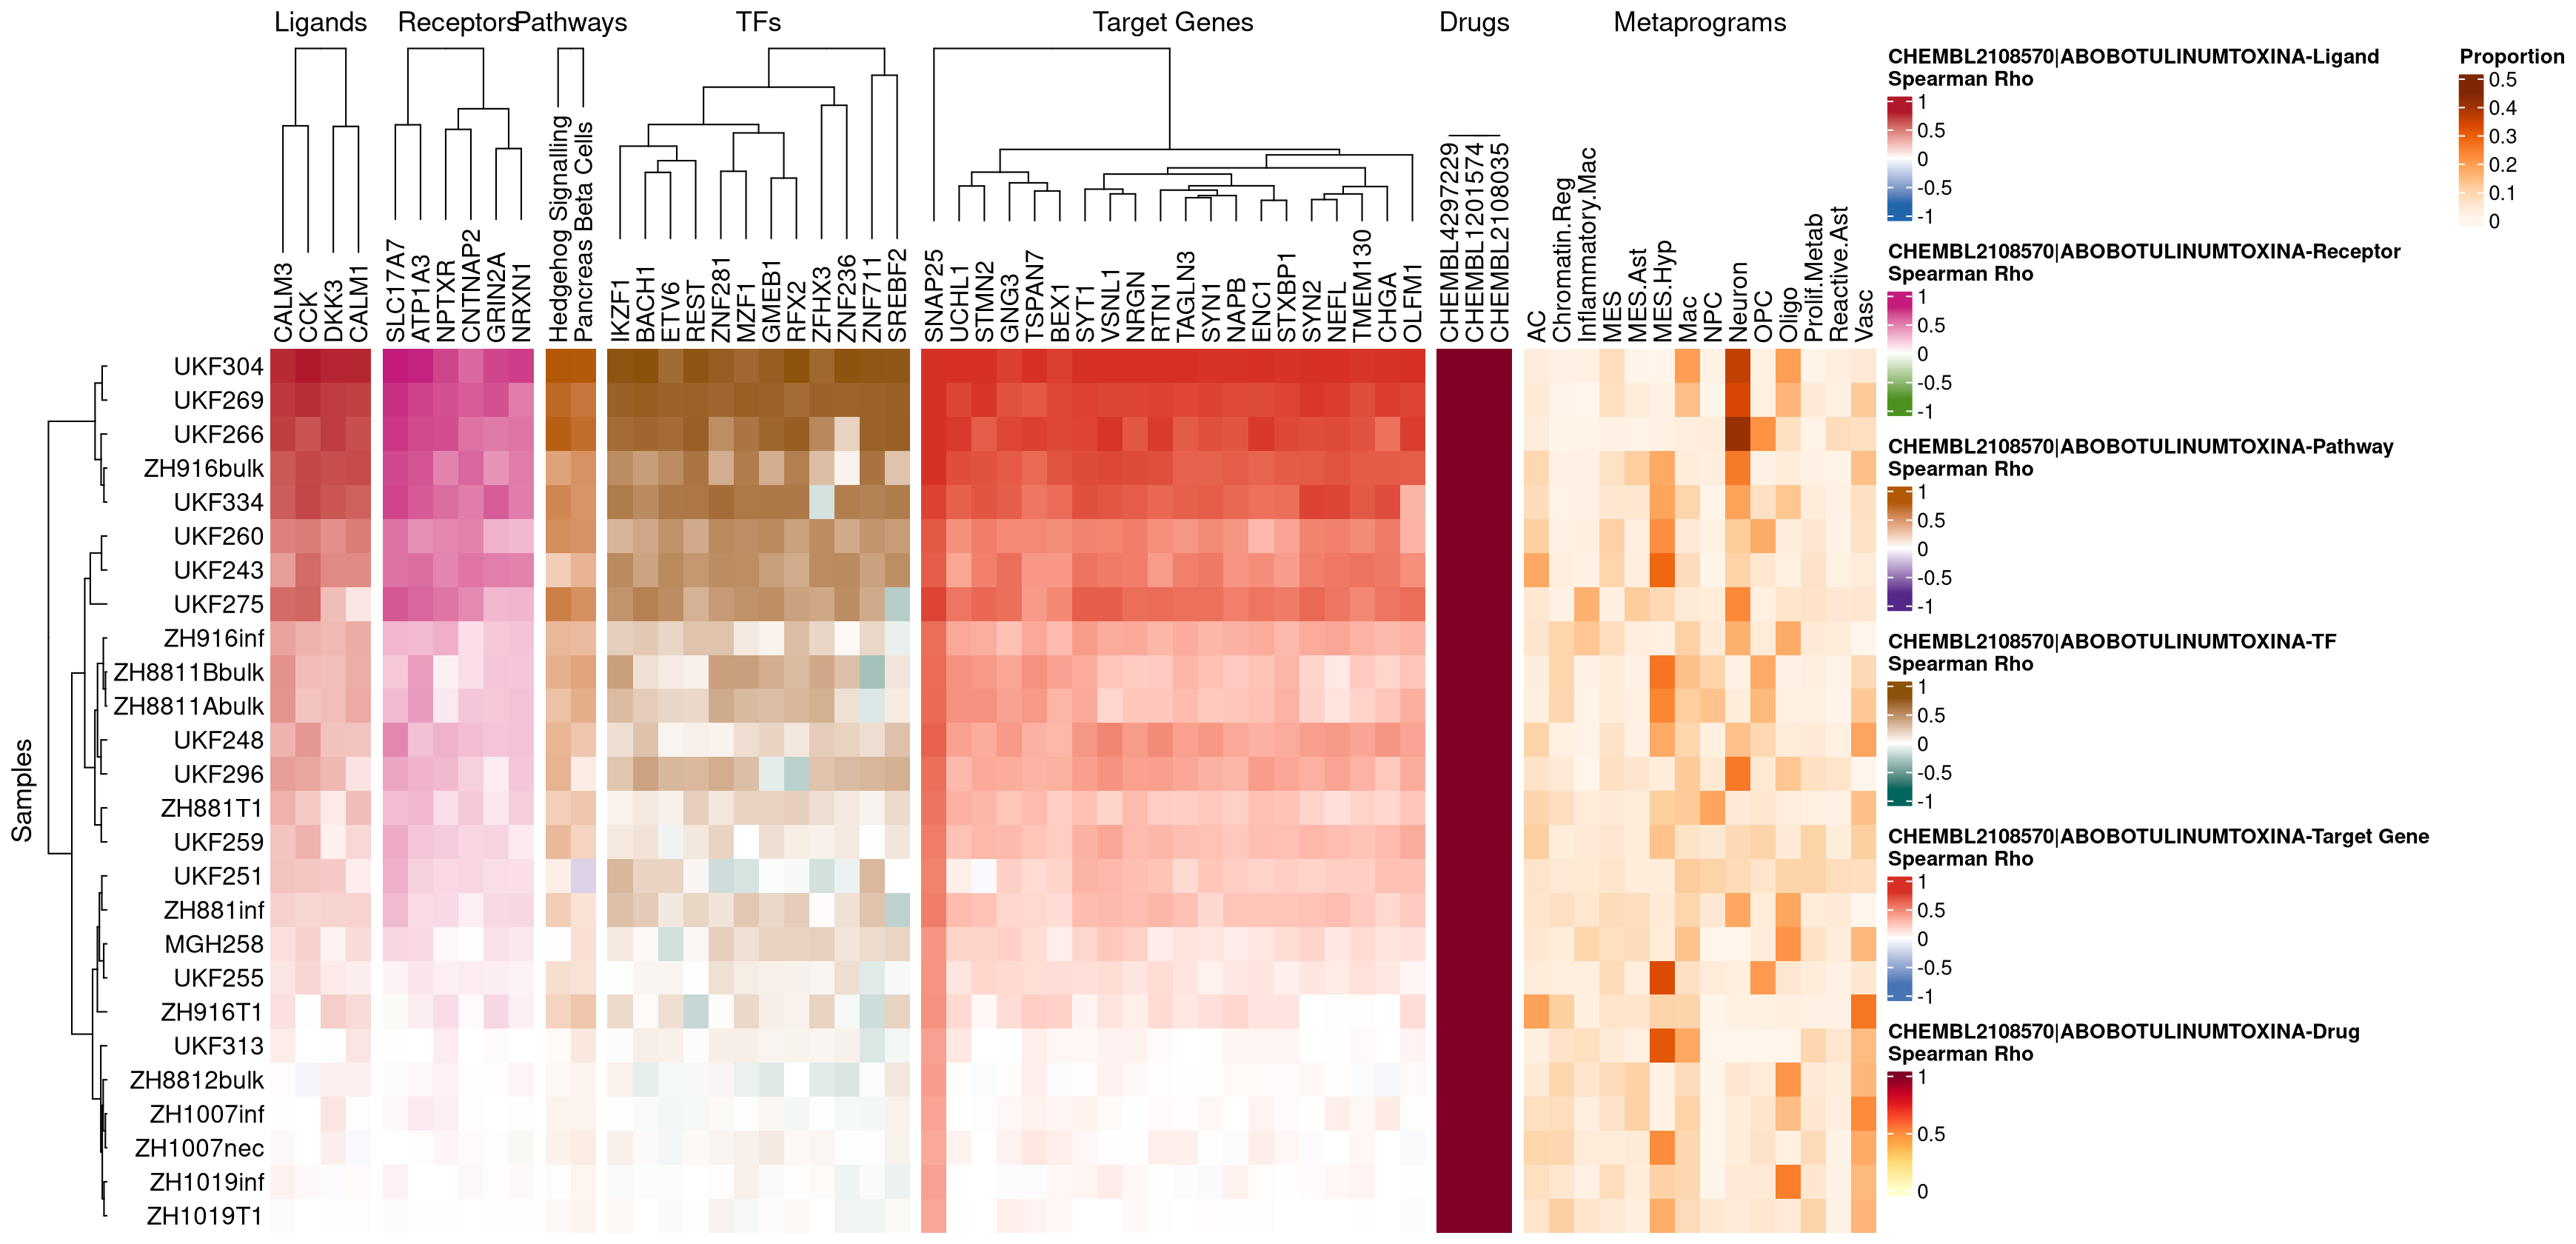 Ligands
Receptors
Pathways
TFs
Target Genes
Drugs
Metaprograms
CALM3
CCK
DKK3
CALM1
SLC17A7
ATP1A3
NPTXR
CNTNAP2
GRIN2A
NRXN1
Hedgehog Signalling
Pancreas Beta Cells
IKZF1
BACH1
ETV6
REST
ZNF281
MZF1
GMEB1
RFX2
ZFHX3
ZNF236
ZNF711
SREBF2
SNAP25
UCHL1
STMN2
GNG3
TSPAN7
BEX1
SYT1
VSNL1
NRGN
RTN1
TAGLN3
SYN1
NAPB
ENC1
STXBP1
SYN2
NEFL
TMEM130
CHGA
OLFM1
CHEMBL4297229
CHEMBL1201574
CHEMBL2108035
AC
Chromatin.Reg
Inflammatory.Mac
MES
MES.Ast
MES.Hyp
Mac
NPC
Neuron
OPC
Oligo
Prolif.Metab
Reactive.Ast
Vasc
Samples
UKF304
UKF269
UKF266
ZH916bulk
UKF334
UKF260
UKF243
UKF275
ZH916inf
ZH8811Bbulk
ZH8811Abulk
UKF248
UKF296
ZH881T1
UKF259
UKF251
ZH881inf
MGH258
UKF255
ZH916T1
UKF313
ZH8812bulk
ZH1007inf
ZH1007nec
ZH1019inf
ZH1019T1
CHEMBL2108570|ABOBOTULINUMTOXINA-Ligand
Spearman Rho
1
0.5
0
-0.5
-1
CHEMBL2108570|ABOBOTULINUMTOXINA-Receptor
Spearman Rho
1
0.5
0
-0.5
-1
CHEMBL2108570|ABOBOTULINUMTOXINA-Pathway
Spearman Rho
1
0.5
0
-0.5
-1
CHEMBL2108570|ABOBOTULINUMTOXINA-TF
Spearman Rho
1
0.5
0
-0.5
-1
CHEMBL2108570|ABOBOTULINUMTOXINA-Target Gene
Spearman Rho
1
0.5
0
-0.5
-1
CHEMBL2108570|ABOBOTULINUMTOXINA-Drug
Spearman Rho
1
0.5
0
Proportion
0.5
0.4
0.3
0.2
0.1
0